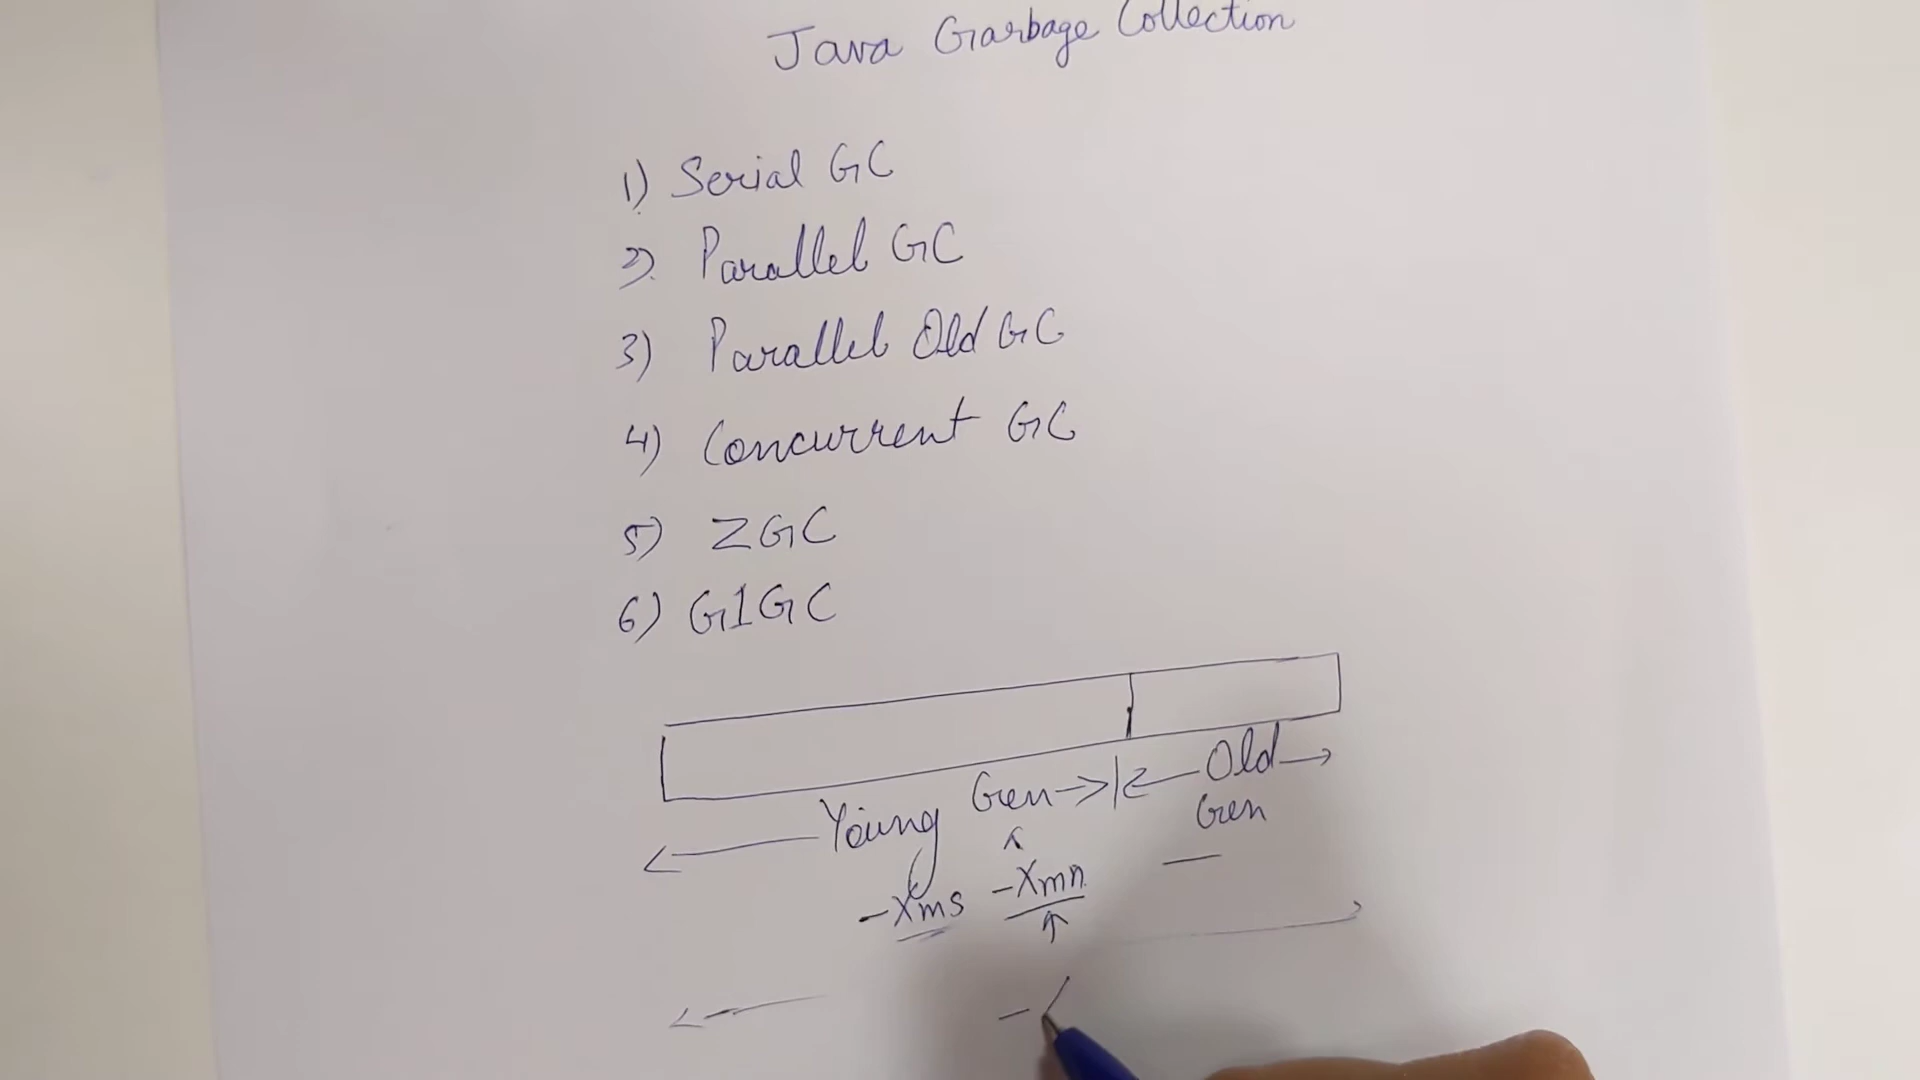 Java Garbage Collection
1) Serial GC
2) Parallel GC
3) Parallel Old GC
4) Concurrent GC
5) ZGC
6) G1GC
Young Gen Old
Gen
-Xms -Xmn